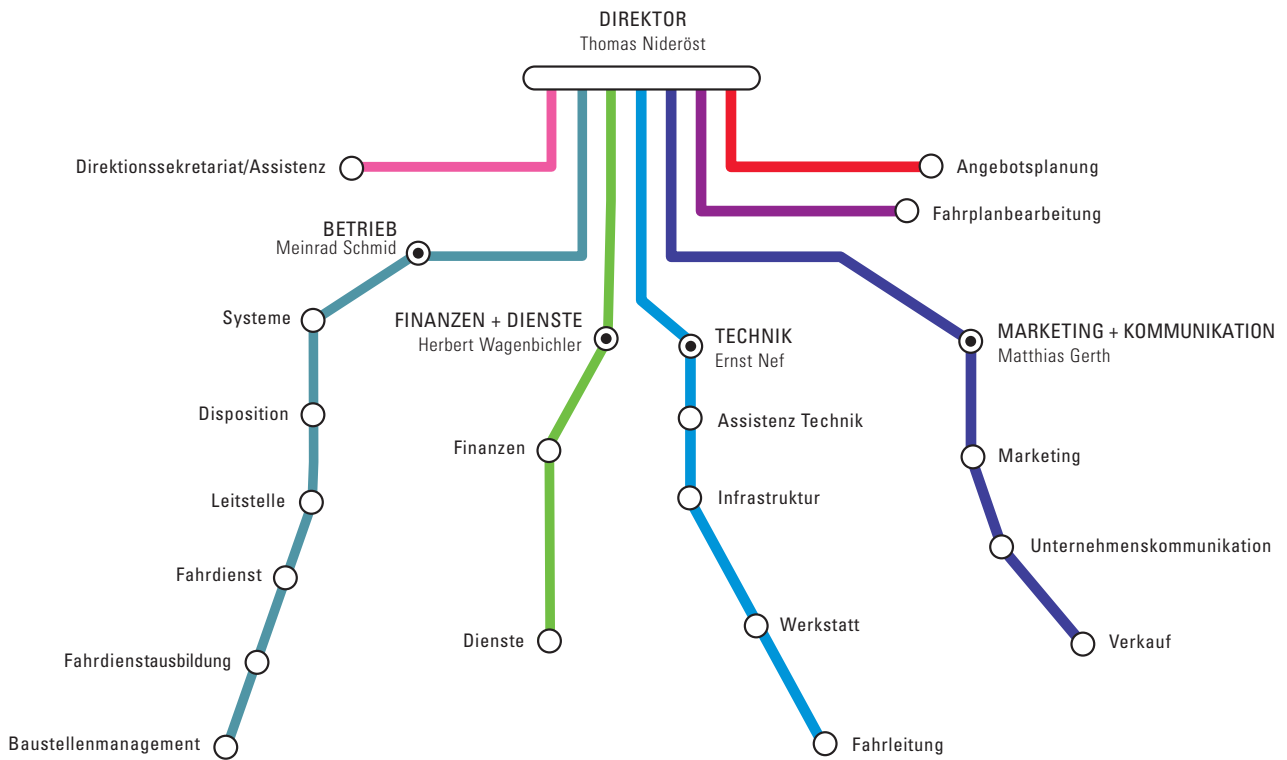 DIREKTOR
Thomas Nideröst
Direktionssekretariat/Assistenz
Angebotsplanung
Fahrplanbearbeitung
BETRIEB
Meinrad Schmid
Systeme
Disposition
Leitstelle
Fahrdienst
Fahrdienstausbildung
Baustellenmanagement
FINANZEN + DIENSTE
Herbert Wagenbichler
Finanzen
Dienste
TECHNIK
Ernst Nef
Assistenz Technik
Infrastruktur
Werkstatt
Fahrleitung
MARKETING + KOMMUNIKATION
Matthias Gerth
Marketing
Unternehmenskommunikation
Verkauf